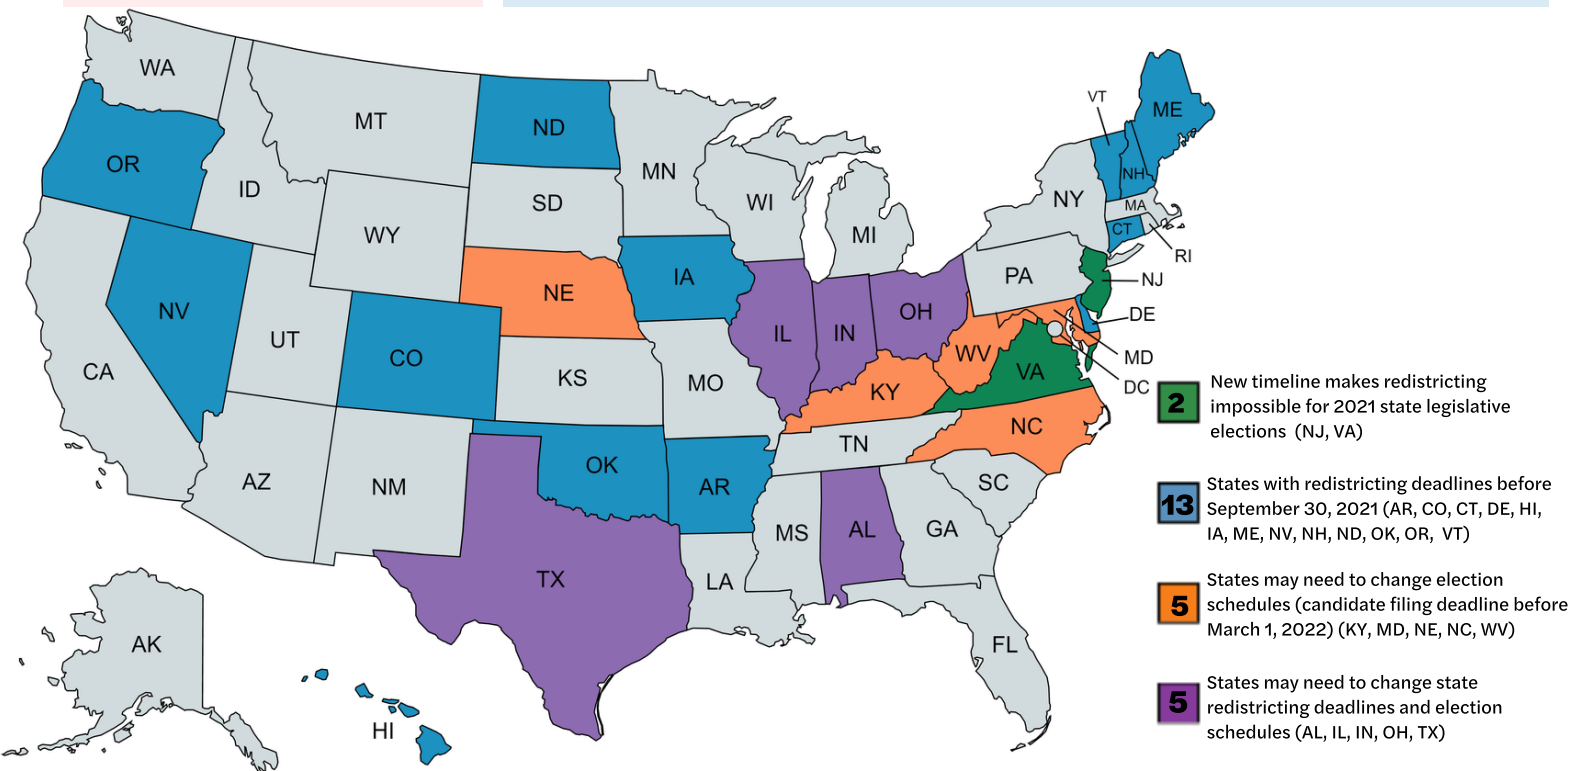 WA
MT
ND
ME
VT
OR
MN
NH
ID
SD
WI
NY
MA
WY
MI
CT
RI
IA
PA
NJ
NE
NV
OH
DE
UT
IL
IN
CO
WV
MD
CA
KS
MO
KY
VA
DC
NC
TN
OK
AZ
NM
AR
SC
MS
AL
GA
TX
LA
AK
FL
HI
2
New timeline makes redistricting
impossible for 2021 state legislative
elections (NJ, VA)
13
States with redistricting deadlines before
September 30, 2021 (AR, CO, CT, DE, HI,
IA, ME, NV, NH, ND, OK, OR, VT)
5
States may need to change election
schedules (candidate filing deadline before
March 1, 2022) (KY, MD, NE, NC, WV)
5
States may need to change state
redistricting deadlines and election
schedules (AL, IL, IN, OH, TX)